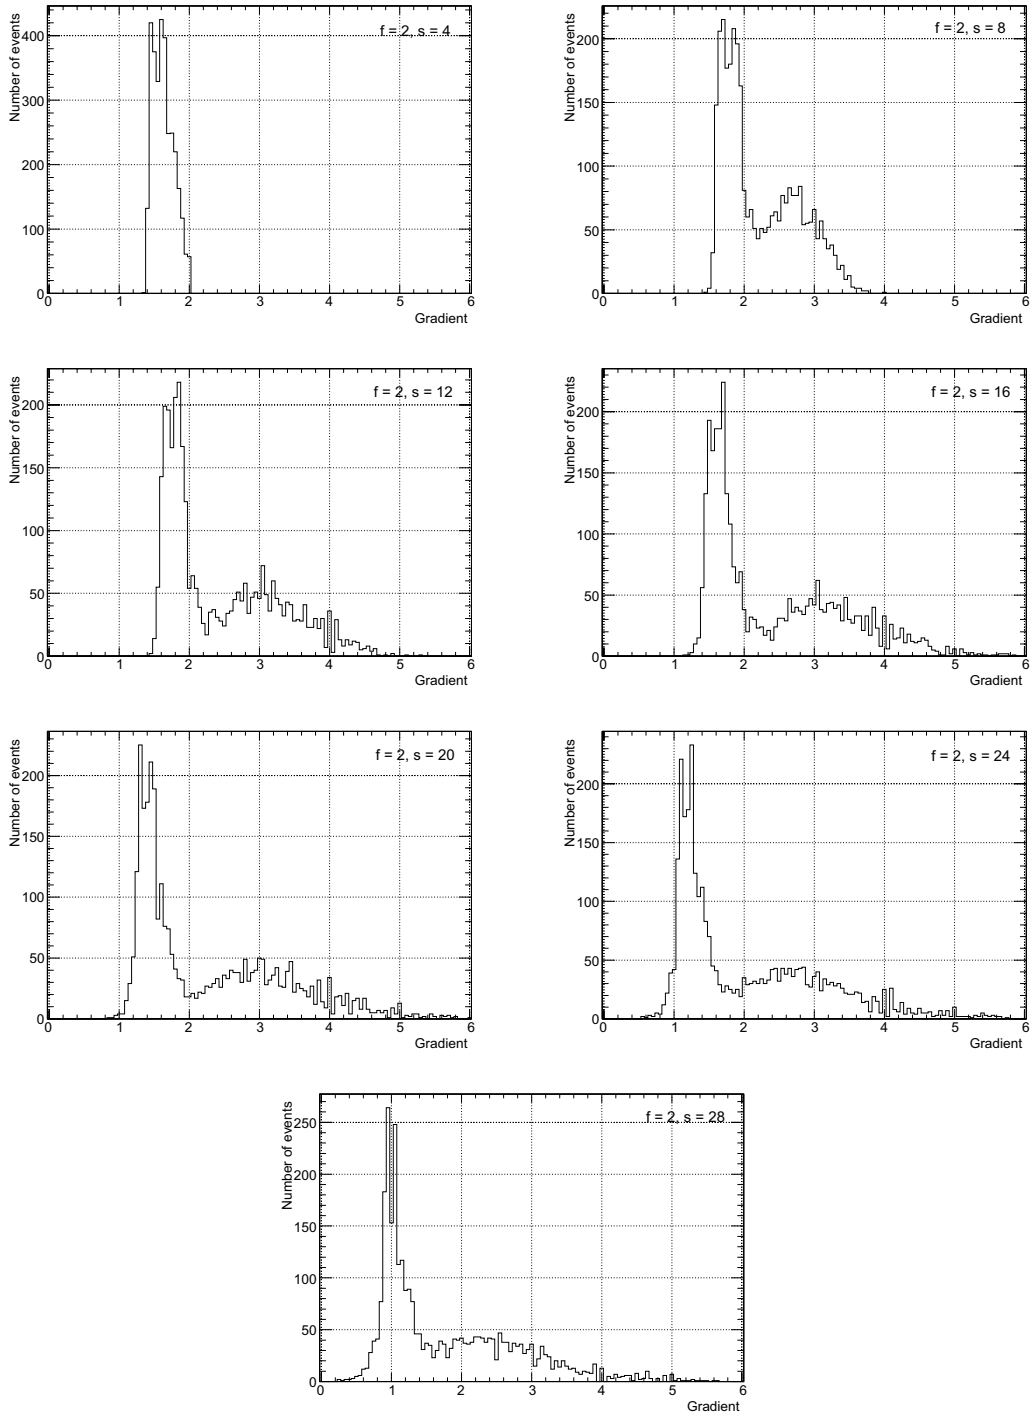 Number of events
f = 2, s = 4
400
300
200
100
0
0 1 2 3 4 5 6
Gradient
Number of events
f = 2, s = 8
200
150
100
50
0
0 1 2 3 4 5 6
Gradient
Number of events
f = 2, s = 12
200
150
100
50
0
0 1 2 3 4 5 6
Gradient
Number of events
f = 2, s = 16
200
150
100
50
0
0 1 2 3 4 5 6
Gradient
Number of events
f = 2, s = 20
200
150
100
50
0
0 1 2 3 4 5 6
Gradient
Number of events
f = 2, s = 24
200
150
100
50
0
0 1 2 3 4 5 6
Gradient
Number of events
f = 2, s = 28
250
200
150
100
50
0
0 1 2 3 4 5 6
Gradient